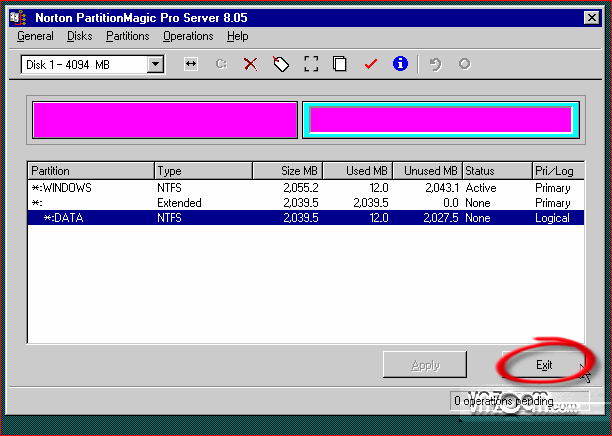 Norton PartitionMagic Pro Server 8.05
General Disks Partitions Operations Help
Disk 1 - 4094 MB C:
Partition Type Size MB Used MB Unused MB Status Pri/Log
*:WINDOWS NTFS 2,055.2 12.0 2,043.1 Active Primary
*: Extended 2,039.5 2,039.5 0.0 None Primary
*:DATA NTFS 2,039.5 12.0 2,027.5 None Logical
Apply Exit
0 operations pending
vnZoom.com